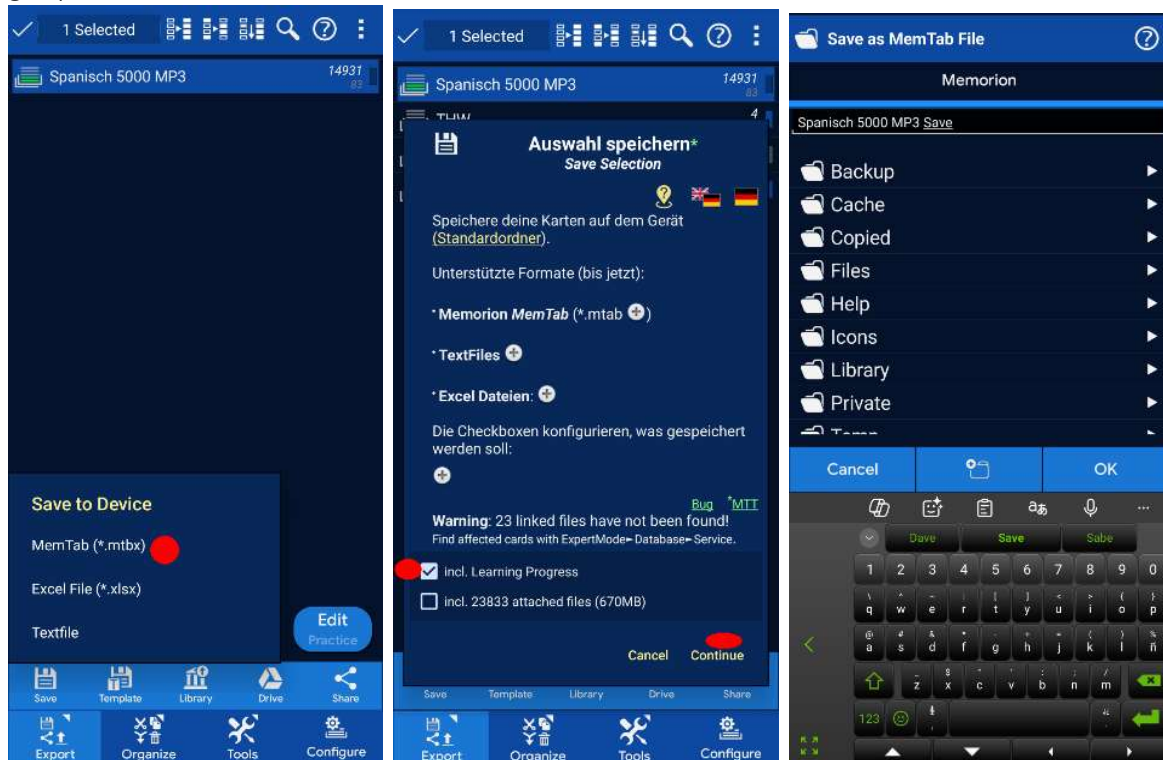 1 Selected
Spanisch 5000 MP3
14931
83
Save to Device
MemTab (*.mtbx)
Excel File (*.xlsx)
Textfile
Edit
Practice
Save
Template
Library
Drive
Share
Export
Organize
Tools
Configure
1 Selected
Spanisch 5000 MP3
14931
83
THW
4
Auswahl speichern*
Save Selection
Speichere deine Karten auf dem Gerät
(Standardordner).
Unterstützte Formate (bis jetzt):
* Memorion MemTab (*.mtab)
* TextFiles
* Excel Dateien:
Die Checkboxen konfigurieren, was gespeichert
werden soll:
Bug *MTT
Warning: 23 linked files have not been found!
Find affected cards with ExpertMode► Database► Service.
incl. Learning Progress
incl. 23833 attached files (670MB)
Cancel
Continue
Save
Template
Library
Drive
Share
Export
Organize
Tools
Configure
Save as MemTab File
Memorion
Spanisch 5000 MP3 Save
Backup
Cache
Copied
Files
Help
Icons
Library
Private
Temp
Cancel
OK
Dave
Save
Sabe
1 2 3 4 5 6 7 8 9 0
q w e r t y u i o p
a s d f g h j k l ñ
z x c v b n m
123